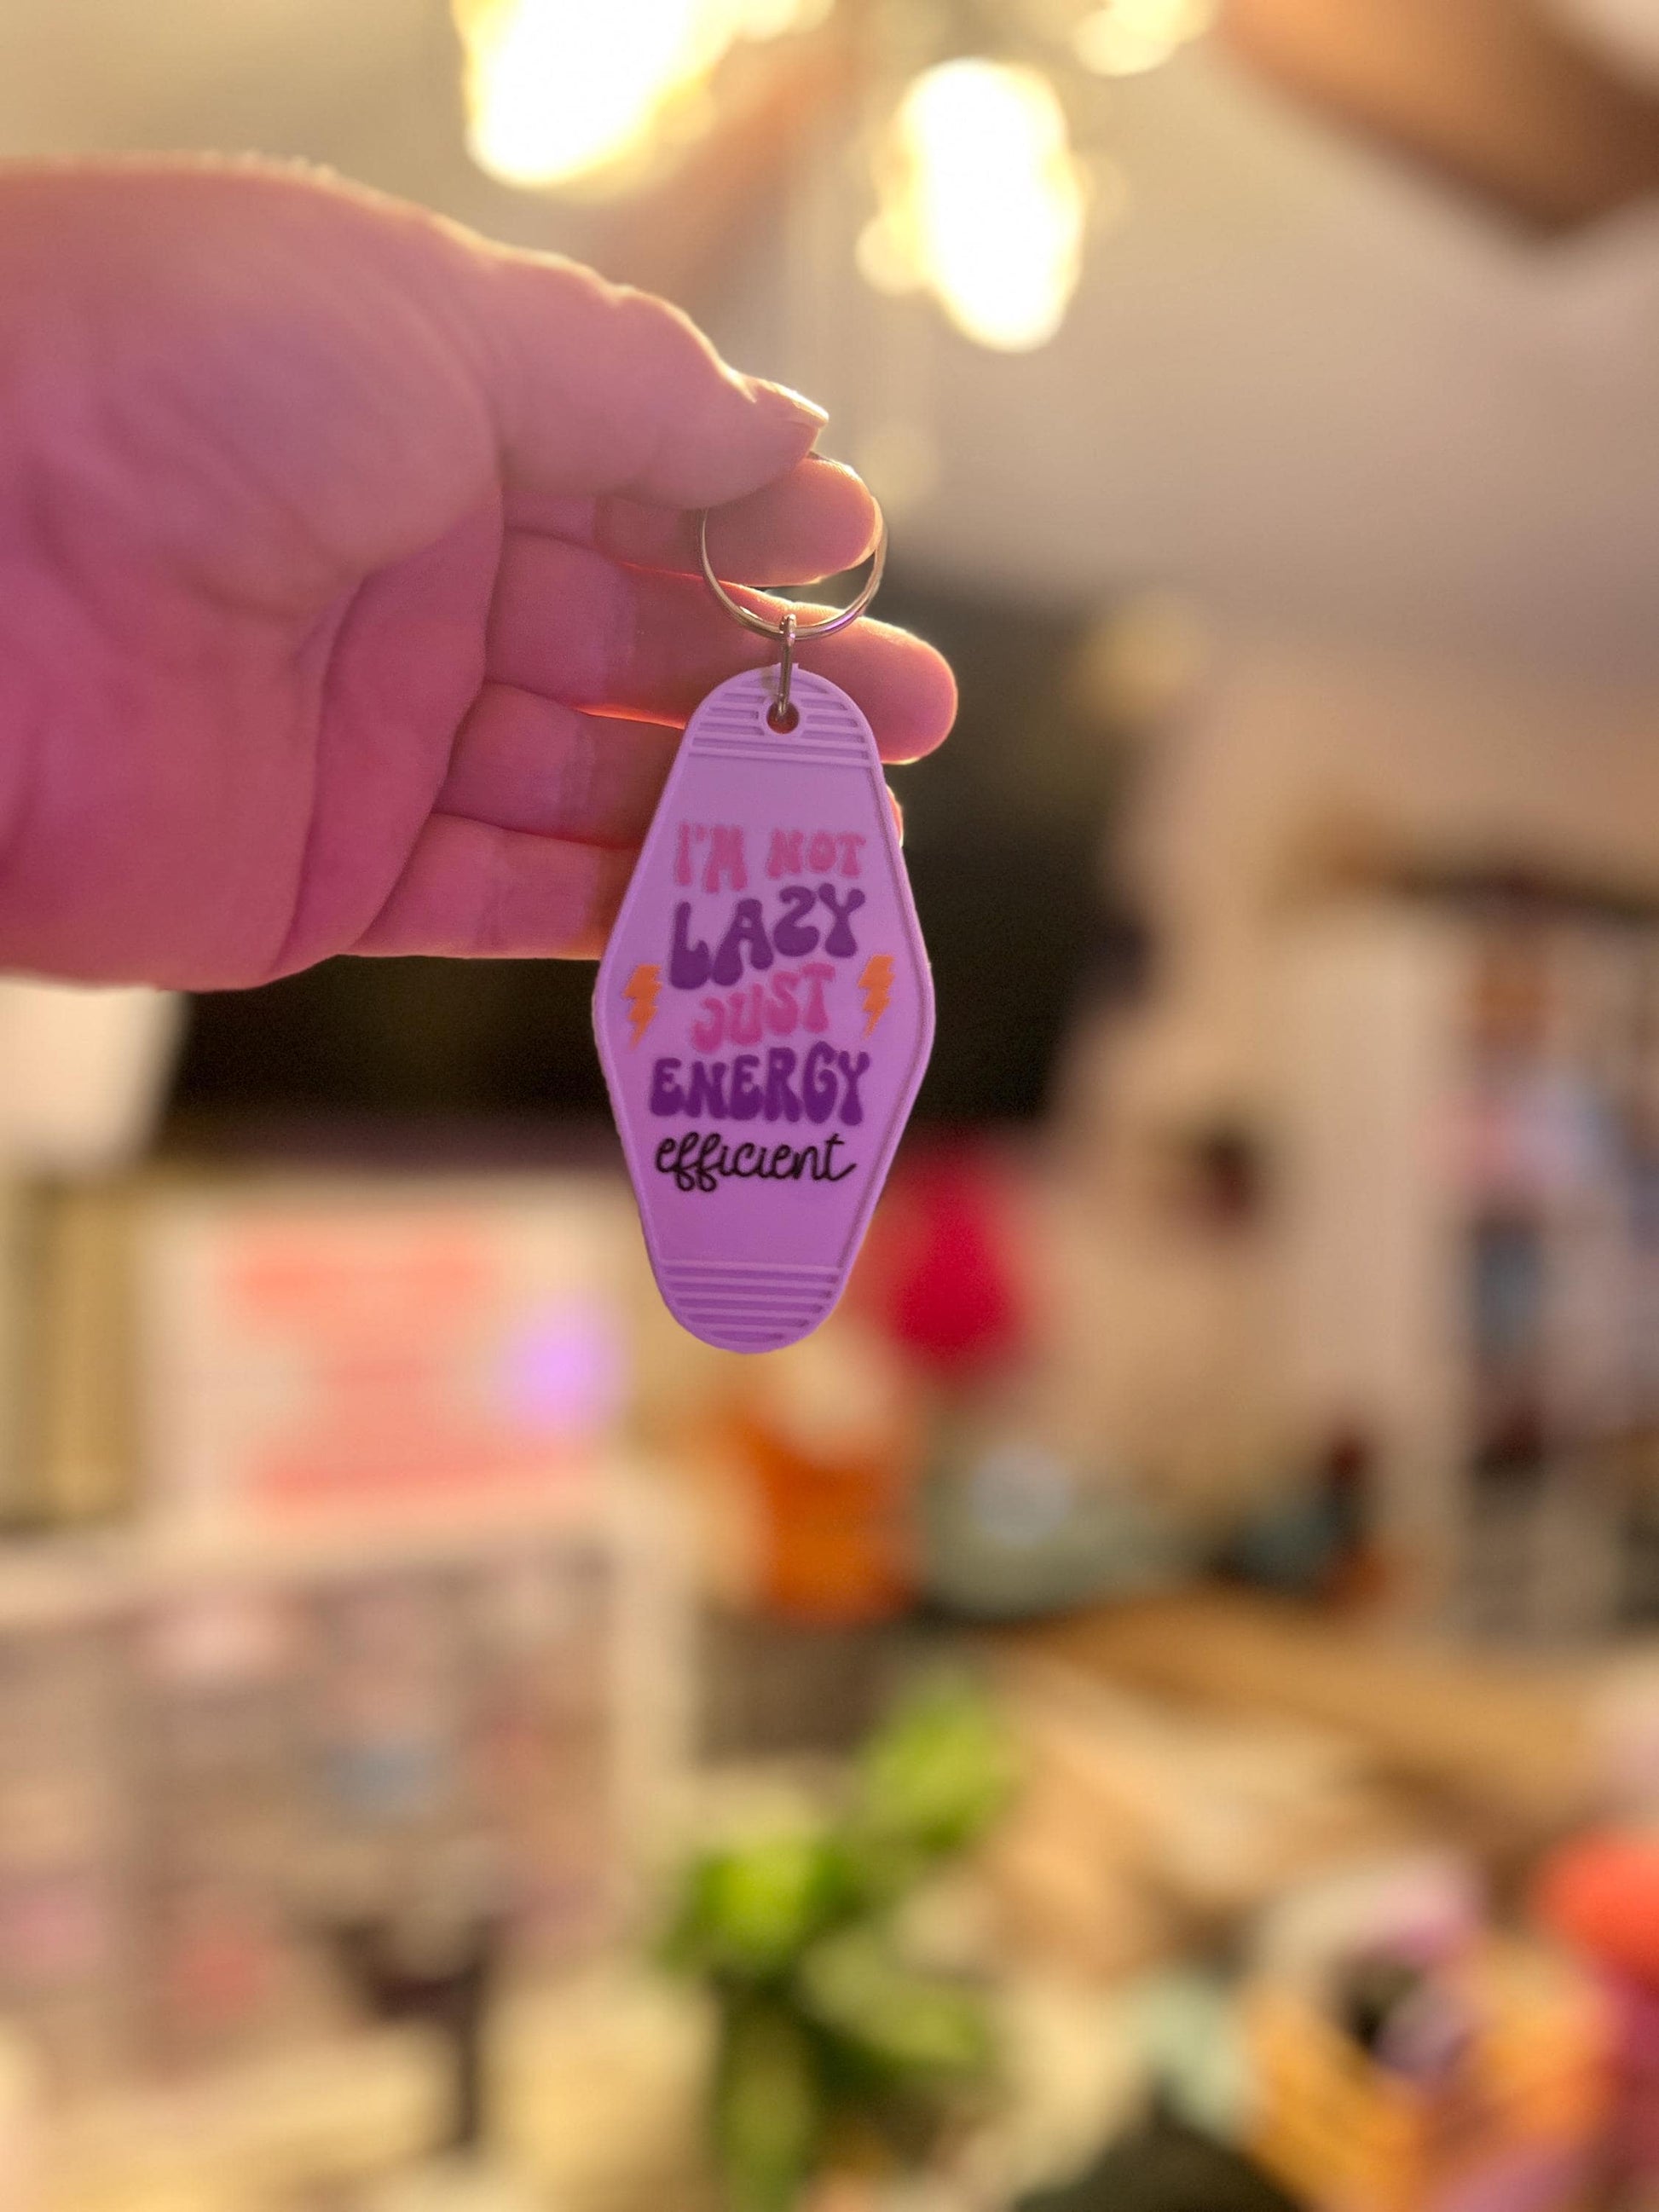 I'M NOT
LAZY
JUST
ENERGY
efficient